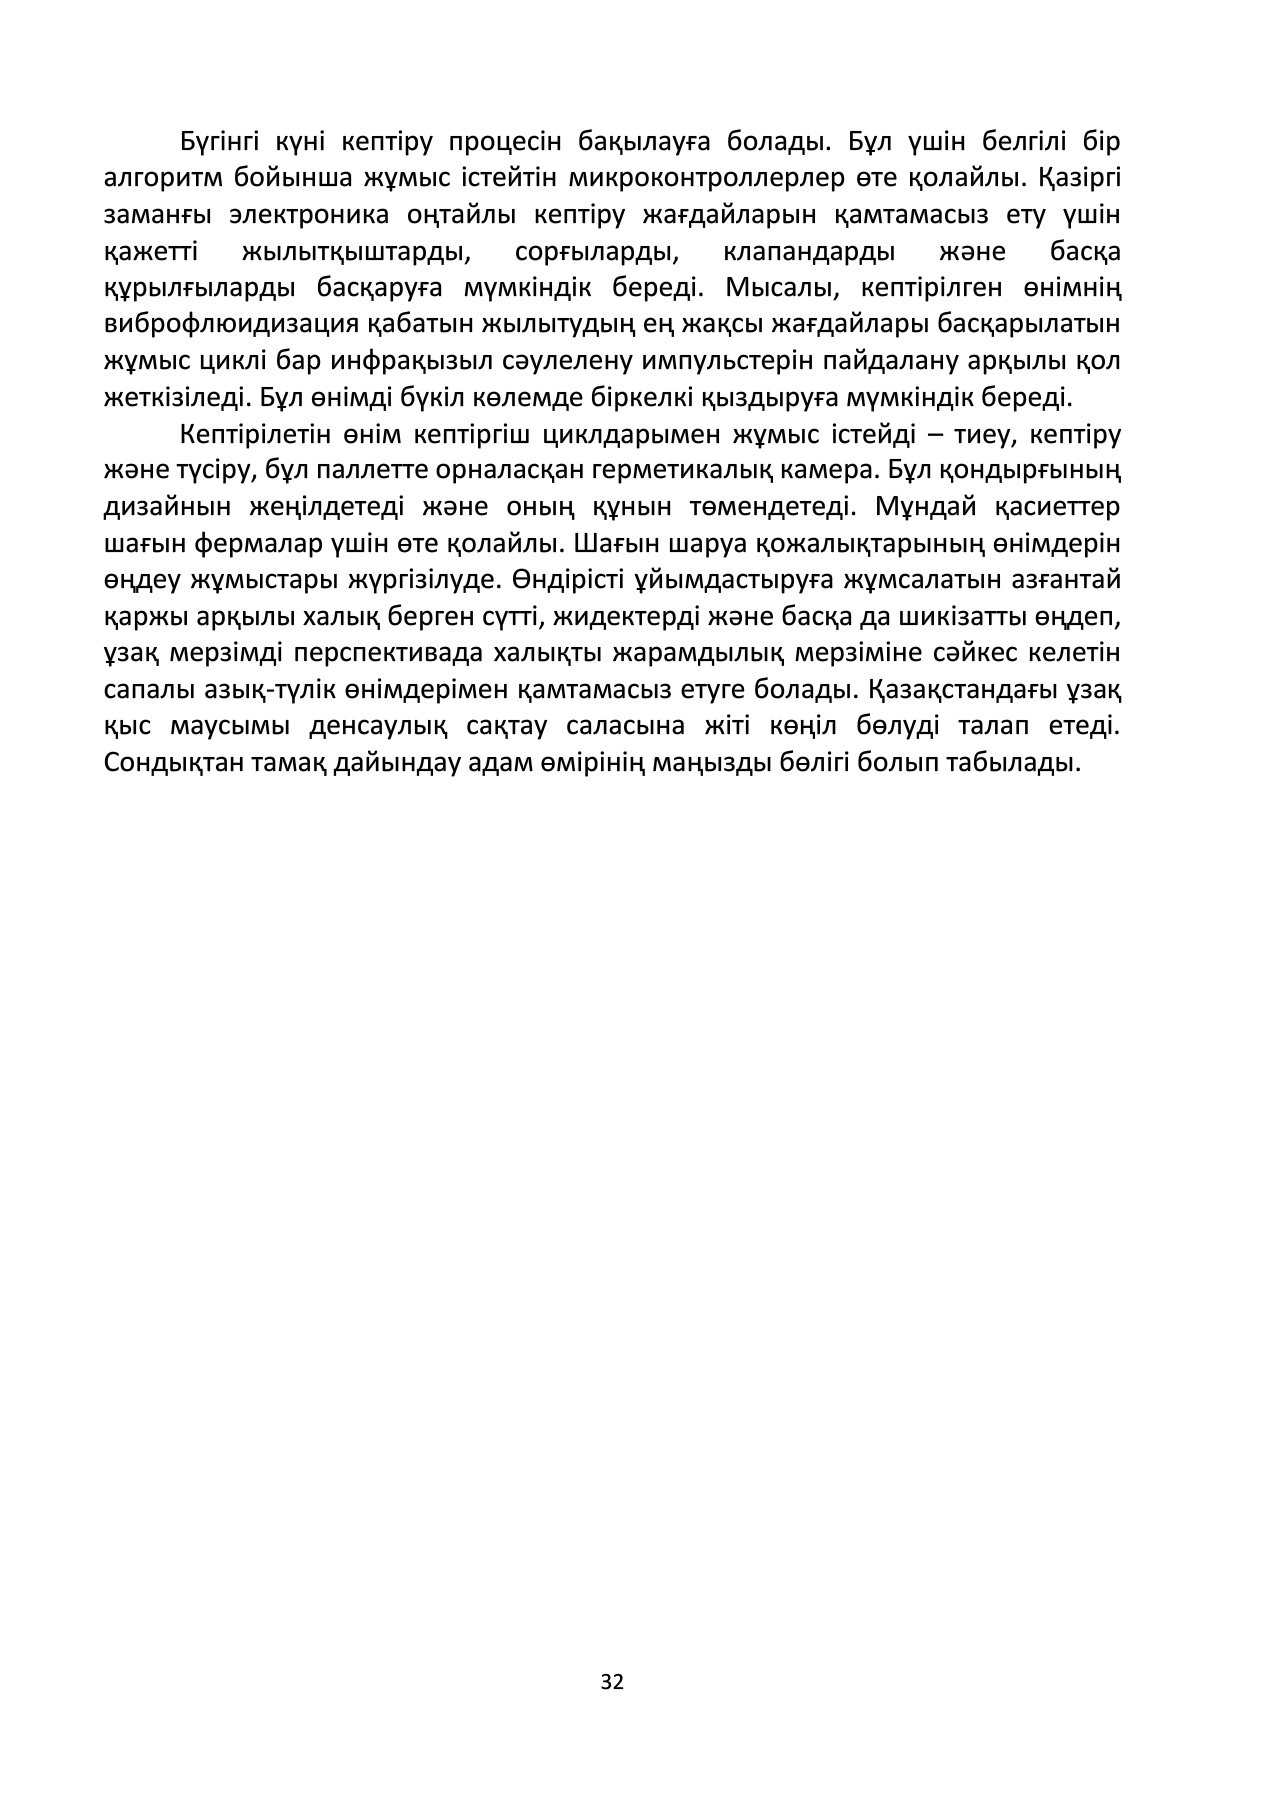 Бүгінгі күні кептіру процесін бақылауға болады. Бұл үшін белгілі бір
алгоритм бойынша жұмыс істейтін микроконтроллерлер өте қолайлы. Қазіргі
заманғы электроника оңтайлы кептіру жағдайларын қамтамасыз ету үшін
қажетті жылытқыштарды, сорғыларды, клапандарды және басқа
құрылғыларды басқаруға мүмкіндік береді. Мысалы, кептірілген өнімнің
виброфлюидизация қабатын жылытудың ең жақсы жағдайлары басқарылатын
жұмыс циклі бар инфрақызыл сәулелену импульстерін пайдалану арқылы қол
жеткізіледі. Бұл өнімді бүкіл көлемде біркелкі қыздыруға мүмкіндік береді.
Кептірілетін өнім кептіргіш циклдарымен жұмыс істейді – тиеу, кептіру
және түсіру, бұл паллетте орналасқан герметикалық камера. Бұл қондырғының
дизайнын жеңілдетеді және оның құнын төмендетеді. Мұндай қасиеттер
шағын фермалар үшін өте қолайлы. Шағын шаруа қожалықтарының өнімдерін
өңдеу жұмыстары жүргізілуде. Өндірісті ұйымдастыруға жұмсалатын азғантай
қаржы арқылы халық берген сүтті, жидектерді және басқа да шикізатты өңдеп,
ұзақ мерзімді перспективада халықты жарамдылық мерзіміне сәйкес келетін
сапалы азық-түлік өнімдерімен қамтамасыз етуге болады. Қазақстандағы ұзақ
қыс маусымы денсаулық сақтау саласына жіті көңіл бөлуді талап етеді.
Сондықтан тамақ дайындау адам өмірінің маңызды бөлігі болып табылады.
32